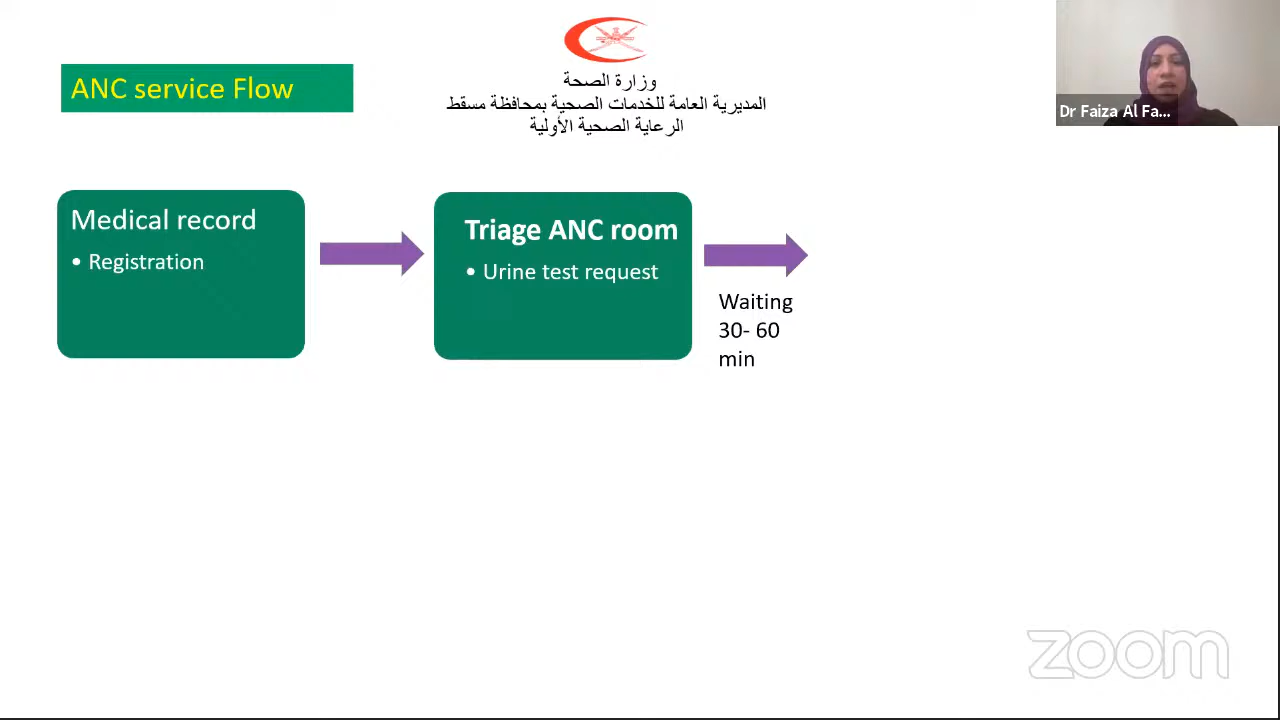 ANC service Flow
وزارة الصحة
المديرية العامة للخدمات الصحية بمحافظة مسقط
الرعاية الصحية الأولية
Dr Faiza Al Fa...
Medical record
• Registration
Triage ANC room
• Urine test request
Waiting
30- 60
min
zoom